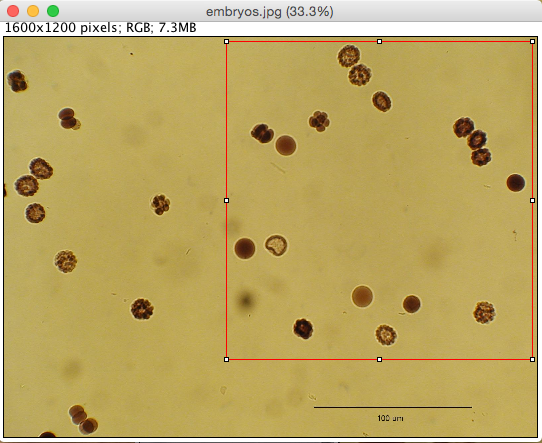 embryos.jpg (33.3%)
1600x1200 pixels; RGB; 7.3MB
100 um